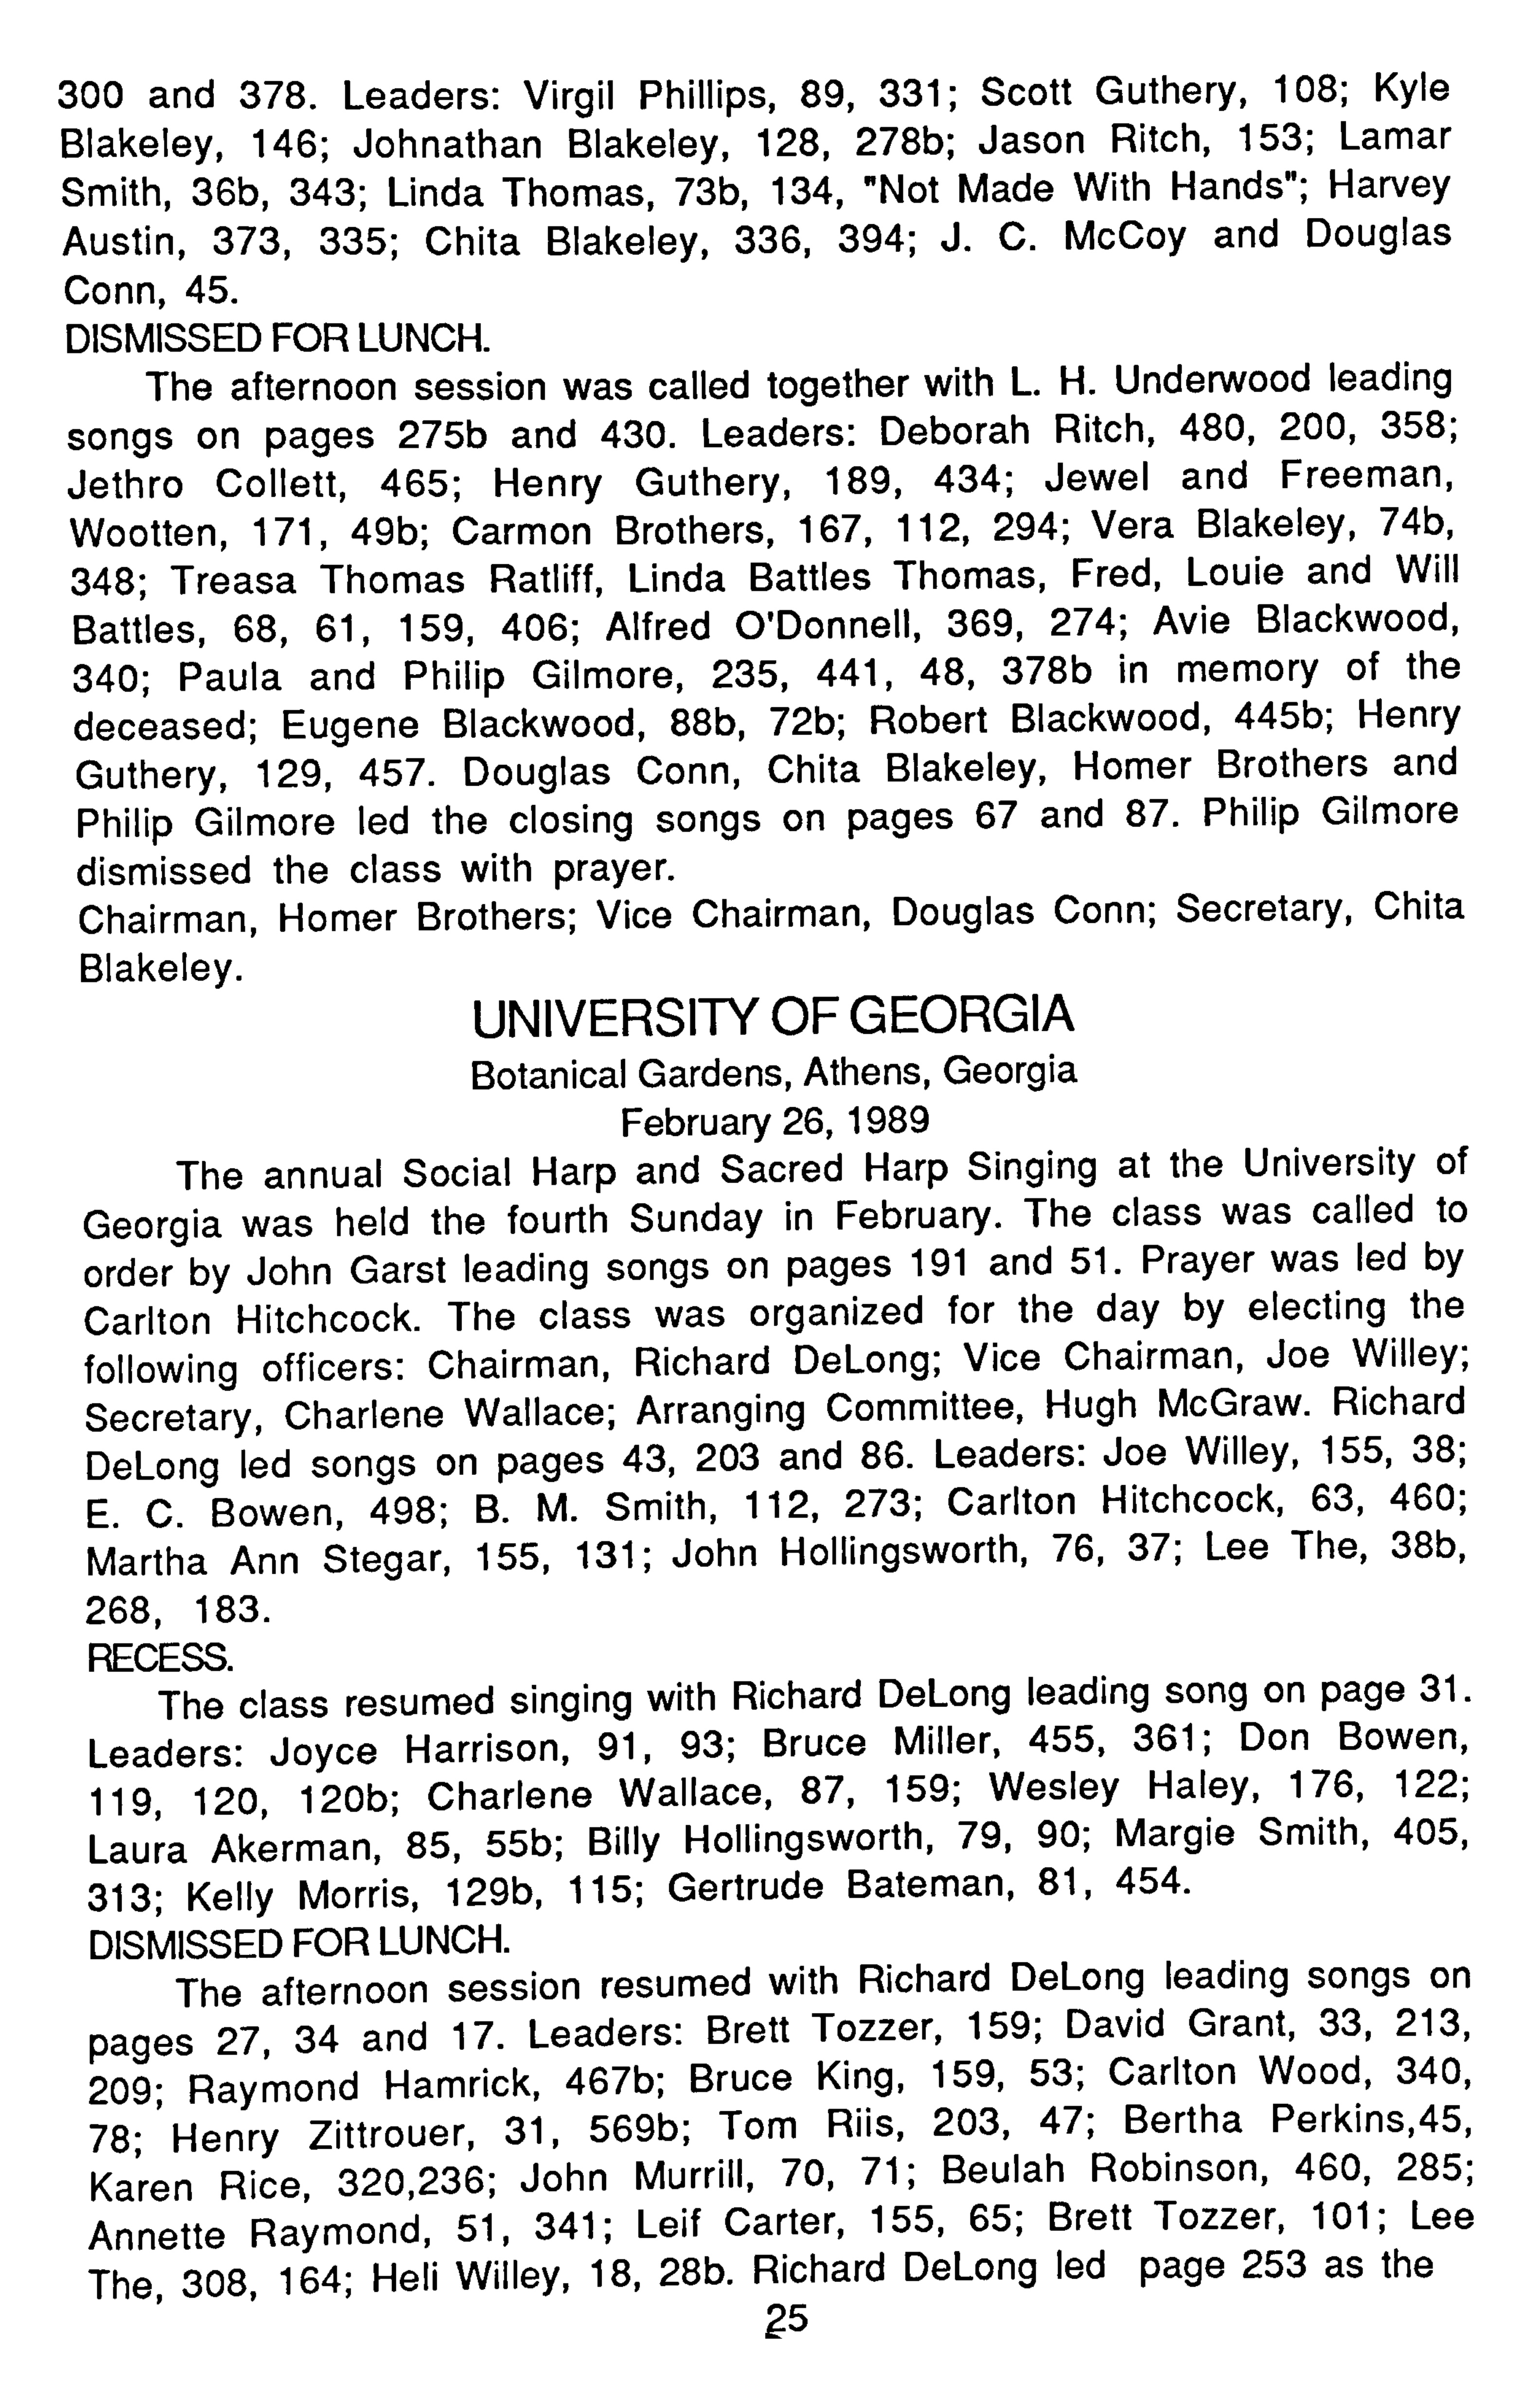 300 and 378. Leaders: Virgil Phillips, 89, 331; Scott Guthery, 108; Kyle
Blakeley, 146; Johnathan Blakeley, 128, 278b; Jason Ritch, 153; Lamar
Smith, 36b, 343; Linda Thomas, 73b, 134, "Not Made With Hands"; Harvey
Austin, 373, 335; Chita Blakeley, 336, 394; J. C. McCoy and Douglas
Conn, 45.
DISMISSED FOR LUNCH.
The afternoon session was called together with L. H. Underwood leading
songs on pages 275b and 430. Leaders: Deborah Ritch, 480, 200, 358;
Jethro Collett, 465; Henry Guthery, 189, 434; Jewel and Freeman,
Wootten, 171, 49b; Carmon Brothers, 167, 112, 294; Vera Blakeley, 74b,
348; Treasa Thomas Ratliff, Linda Battles Thomas, Fred, Louie and Will
Battles, 68, 61, 159, 406; Alfred O'Donnell, 369, 274; Avie Blackwood,
340; Paula and Philip Gilmore, 235, 441, 48, 378b in memory of the
deceased; Eugene Blackwood, 88b, 72b; Robert Blackwood, 445b; Henry
Guthery, 129, 457. Douglas Conn, Chita Blakeley, Homer Brothers and
Philip Gilmore led the closing songs on pages 67 and 87. Philip Gilmore
dismissed the class with prayer.
Chairman, Homer Brothers; Vice Chairman, Douglas Conn; Secretary, Chita
Blakeley.
UNIVERSITY OF GEORGIA
Botanical Gardens, Athens, Georgia
February 26, 1989
The annual Social Harp and Sacred Harp Singing at the University of
Georgia was held the fourth Sunday in February. The class was called to
order by John Garst leading songs on pages 191 and 51. Prayer was led by
Carlton Hitchcock. The class was organized for the day by electing the
following officers: Chairman, Richard DeLong; Vice Chairman, Joe Willey;
Secretary, Charlene Wallace; Arranging Committee, Hugh McGraw. Richard
DeLong led songs on pages 43, 203 and 86. Leaders: Joe Willey, 155, 38;
E. C. Bowen, 498; B. M. Smith, 112, 273; Carlton Hitchcock, 63, 460;
Martha Ann Stegar, 155, 131; John Hollingsworth, 76, 37; Lee The, 38b,
268, 183.
RECESS.
The class resumed singing with Richard DeLong leading song on page 31.
Leaders: Joyce Harrison, 91, 93; Bruce Miller, 455, 361; Don Bowen,
119, 120, 120b; Charlene Wallace, 87, 159; Wesley Haley, 176, 122;
Laura Akerman, 85, 55b; Billy Hollingsworth, 79, 90; Margie Smith, 405,
313; Kelly Morris, 129b, 115; Gertrude Bateman, 81, 454.
DISMISSED FOR LUNCH.
The afternoon session resumed with Richard DeLong leading songs on
pages 27, 34 and 17. Leaders: Brett Tozzer, 159; David Grant, 33, 213,
209; Raymond Hamrick, 467b; Bruce King, 159, 53; Carlton Wood, 340,
78; Henry Zittrouer, 31, 569b; Tom Riis, 203, 47; Bertha Perkins,45,
Karen Rice, 320,236; John Murrill, 70, 71; Beulah Robinson, 460, 285;
Annette Raymond, 51, 341; Leif Carter, 155, 65; Brett Tozzer, 101; Lee
The, 308, 164; Heli Willey, 18, 28b. Richard DeLong led page 253 as the
25